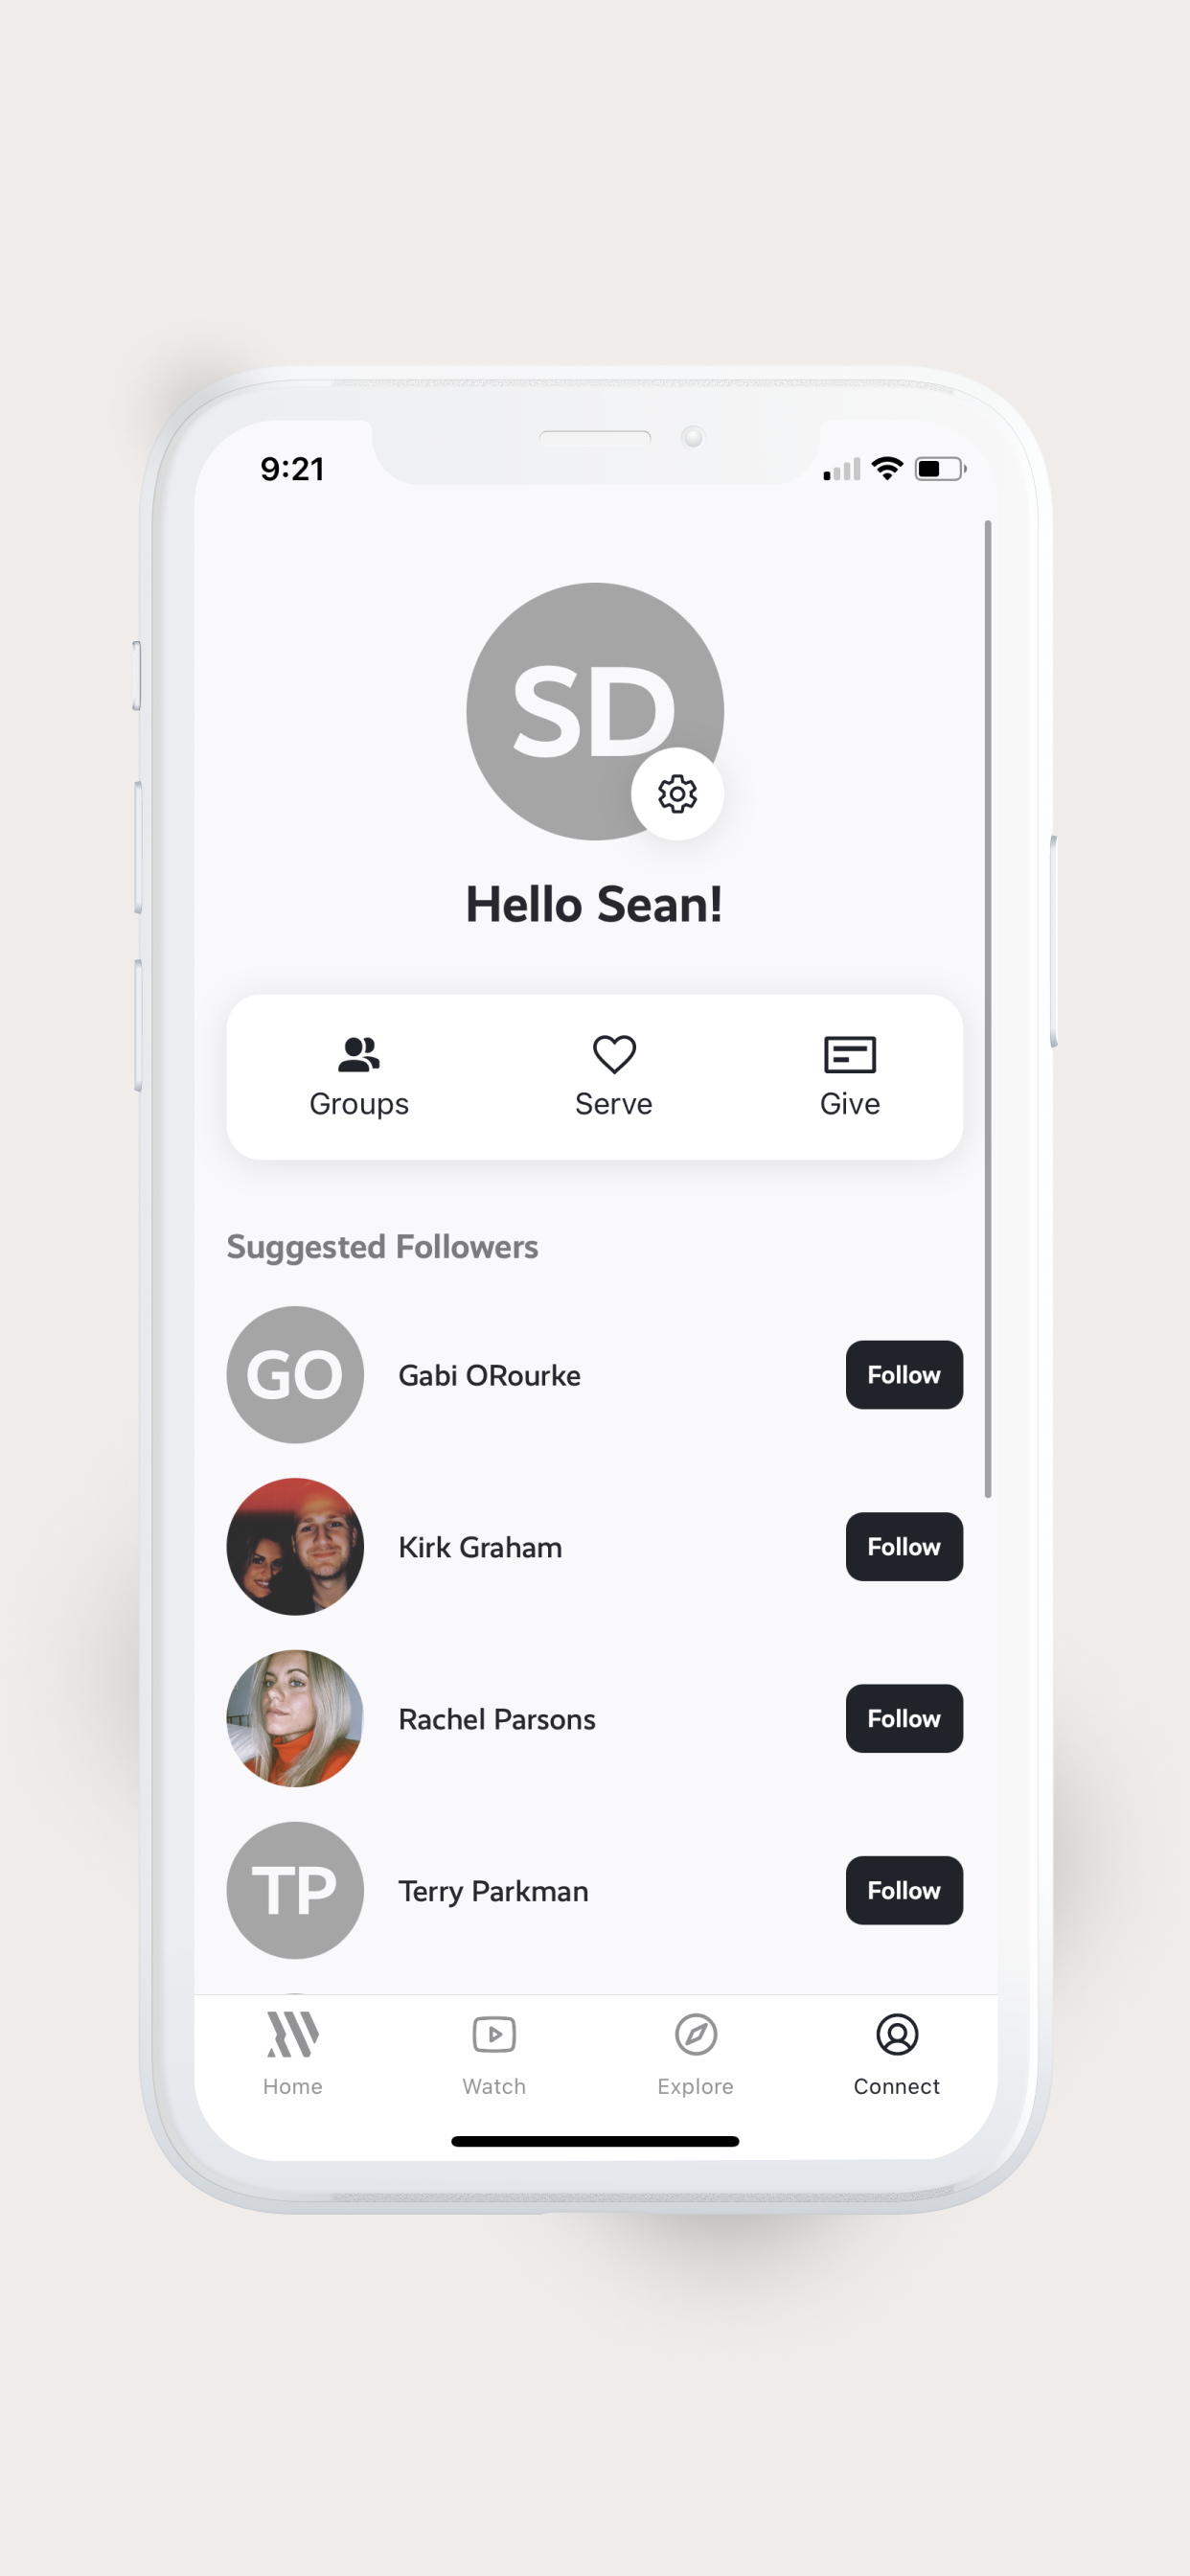 9:21
SD
Hello Sean!
Groups Serve Give
Suggested Followers
GO Gabi ORourke Follow
Kirk Graham Follow
Rachel Parsons Follow
TP Terry Parkman Follow
Home Watch Explore Connect